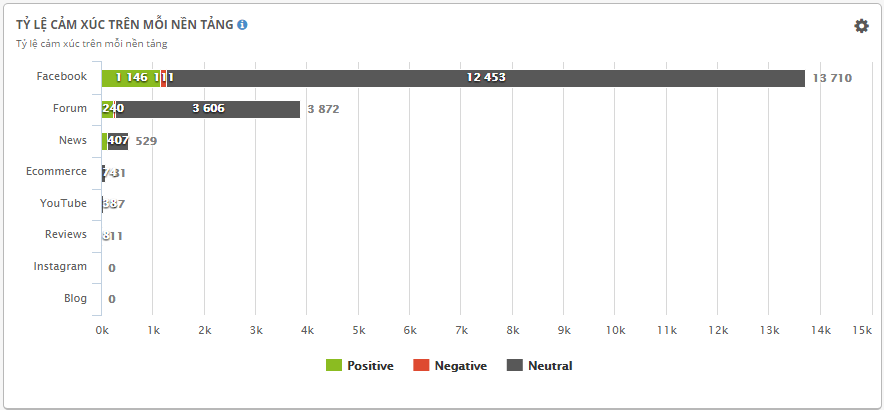 TỶ LỆ CẢM XÚC TRÊN MỖI NỀN TẢNG
Tỷ lệ cảm xúc trên mỗi nền tảng
Facebook 1 146 111 12 453 13 710
Forum 240 3 606 3 872
News 407 529
Ecommerce
YouTube
Reviews
Instagram 0
Blog 0
0k 1k 2k 3k 4k 5k 6k 7k 8k 9k 10k 11k 12k 13k 14k 15k
Positive Negative Neutral